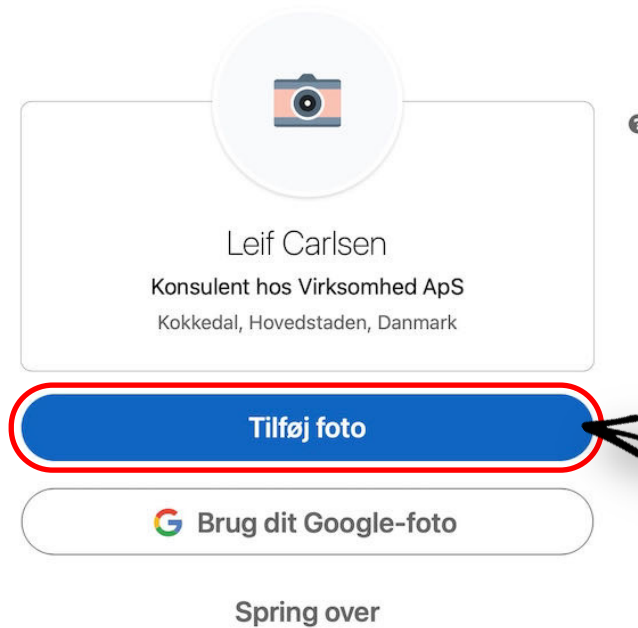 Leif Carlsen
Konsulent hos Virksomhed ApS
Kokkedal, Hovedstaden, Danmark
Tilføj foto
Brug dit Google-foto
Spring over